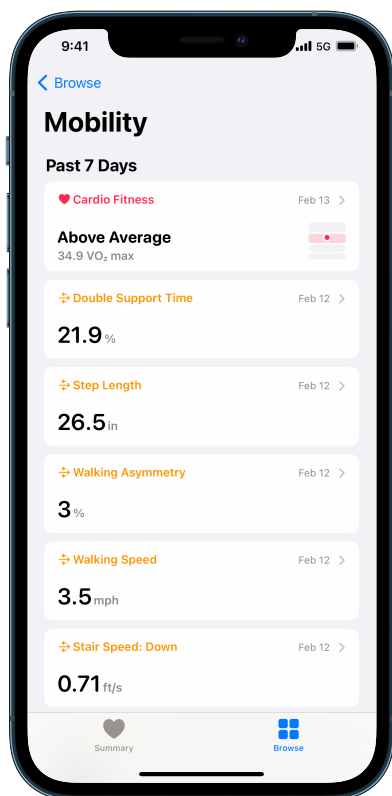 9:41 5G
Browse
Mobility
Past 7 Days
Cardio Fitness Feb 13
Above Average
34.9 VO₂ max
Double Support Time Feb 12
21.9 %
Step Length Feb 12
26.5 in
Walking Asymmetry Feb 12
3 %
Walking Speed Feb 12
3.5 mph
Stair Speed: Down Feb 12
0.71 ft/s
Summary Browse